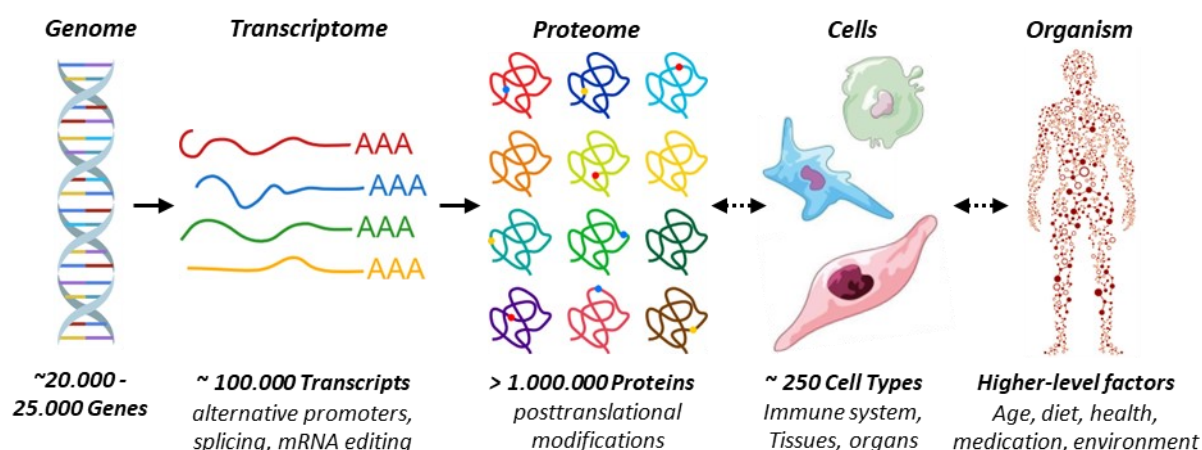 Genome
Transcriptome
Proteome
Cells
Organism
AAA
AAA
AAA
AAA
~20.000 -
25.000 Genes
~ 100.000 Transcripts
alternative promoters,
splicing, mRNA editing
> 1.000.000 Proteins
posttranslational
modifications
~ 250 Cell Types
Immune system,
Tissues, organs
Higher-level factors
Age, diet, health,
medication, environment